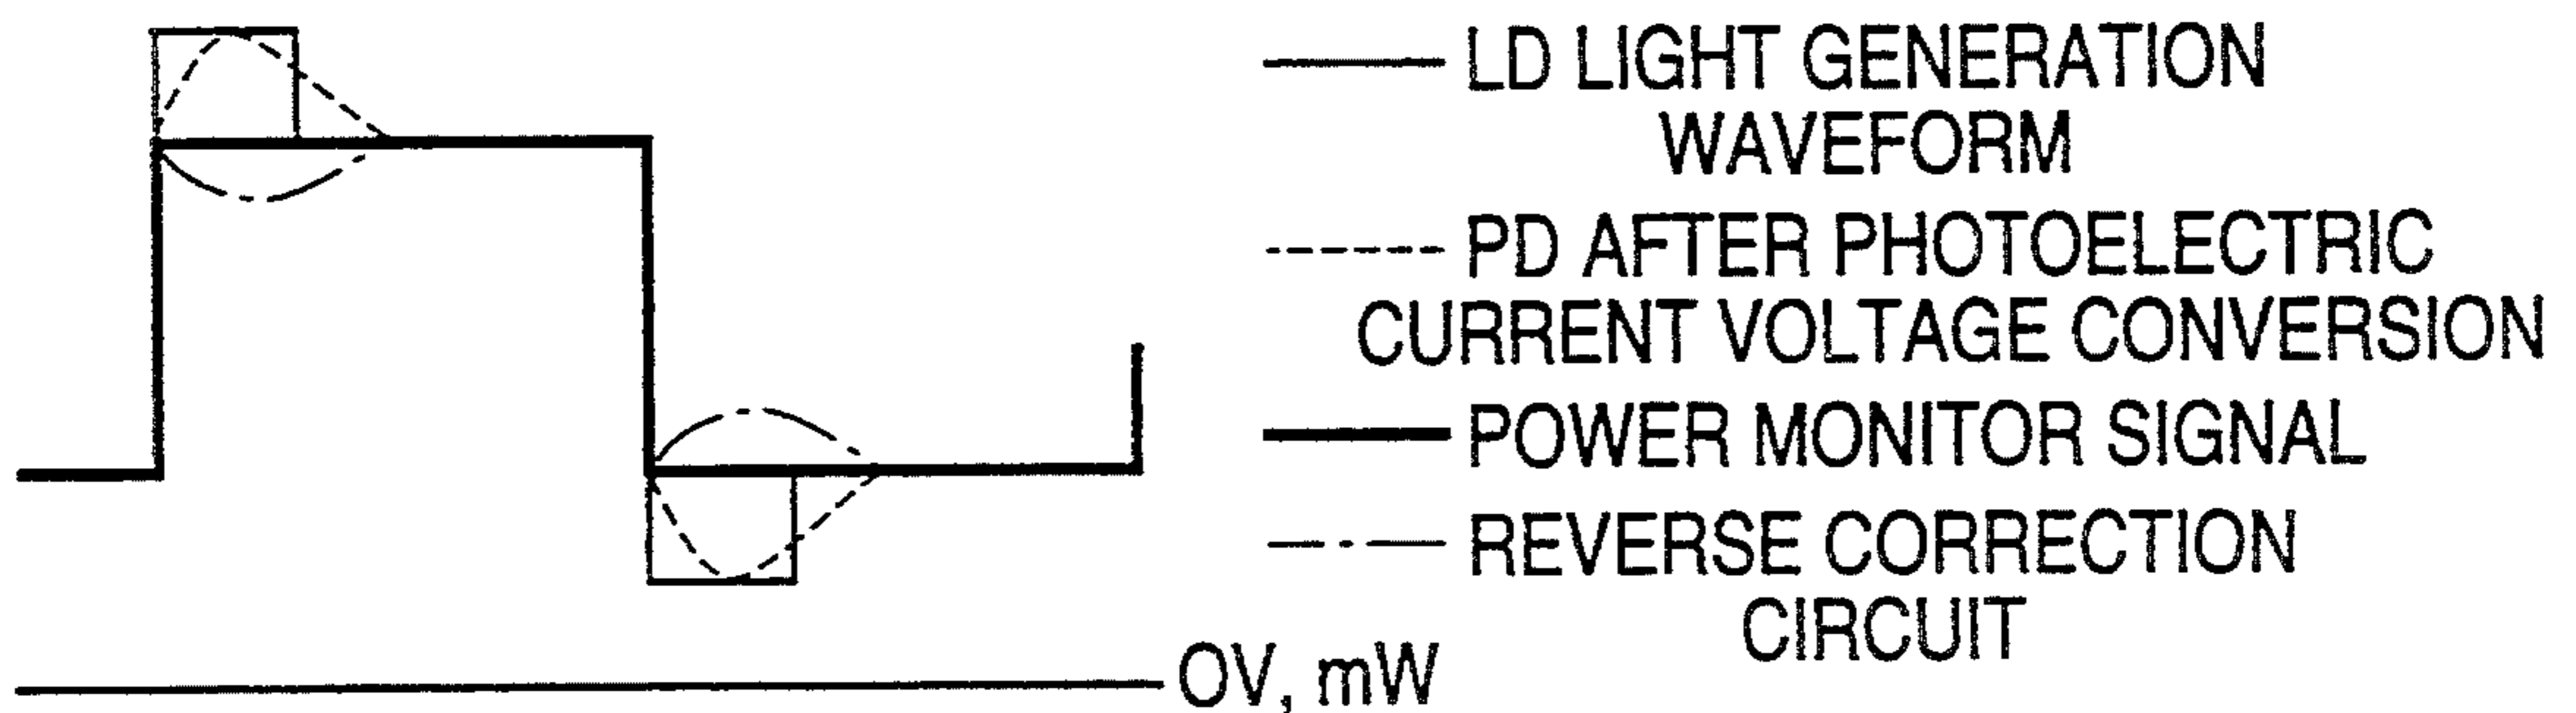 LD LIGHT GENERATION
WAVEFORM
PD AFTER PHOTOELECTRIC
CURRENT VOLTAGE CONVERSION
POWER MONITOR SIGNAL
REVERSE CORRECTION
CIRCUIT
OV, mW